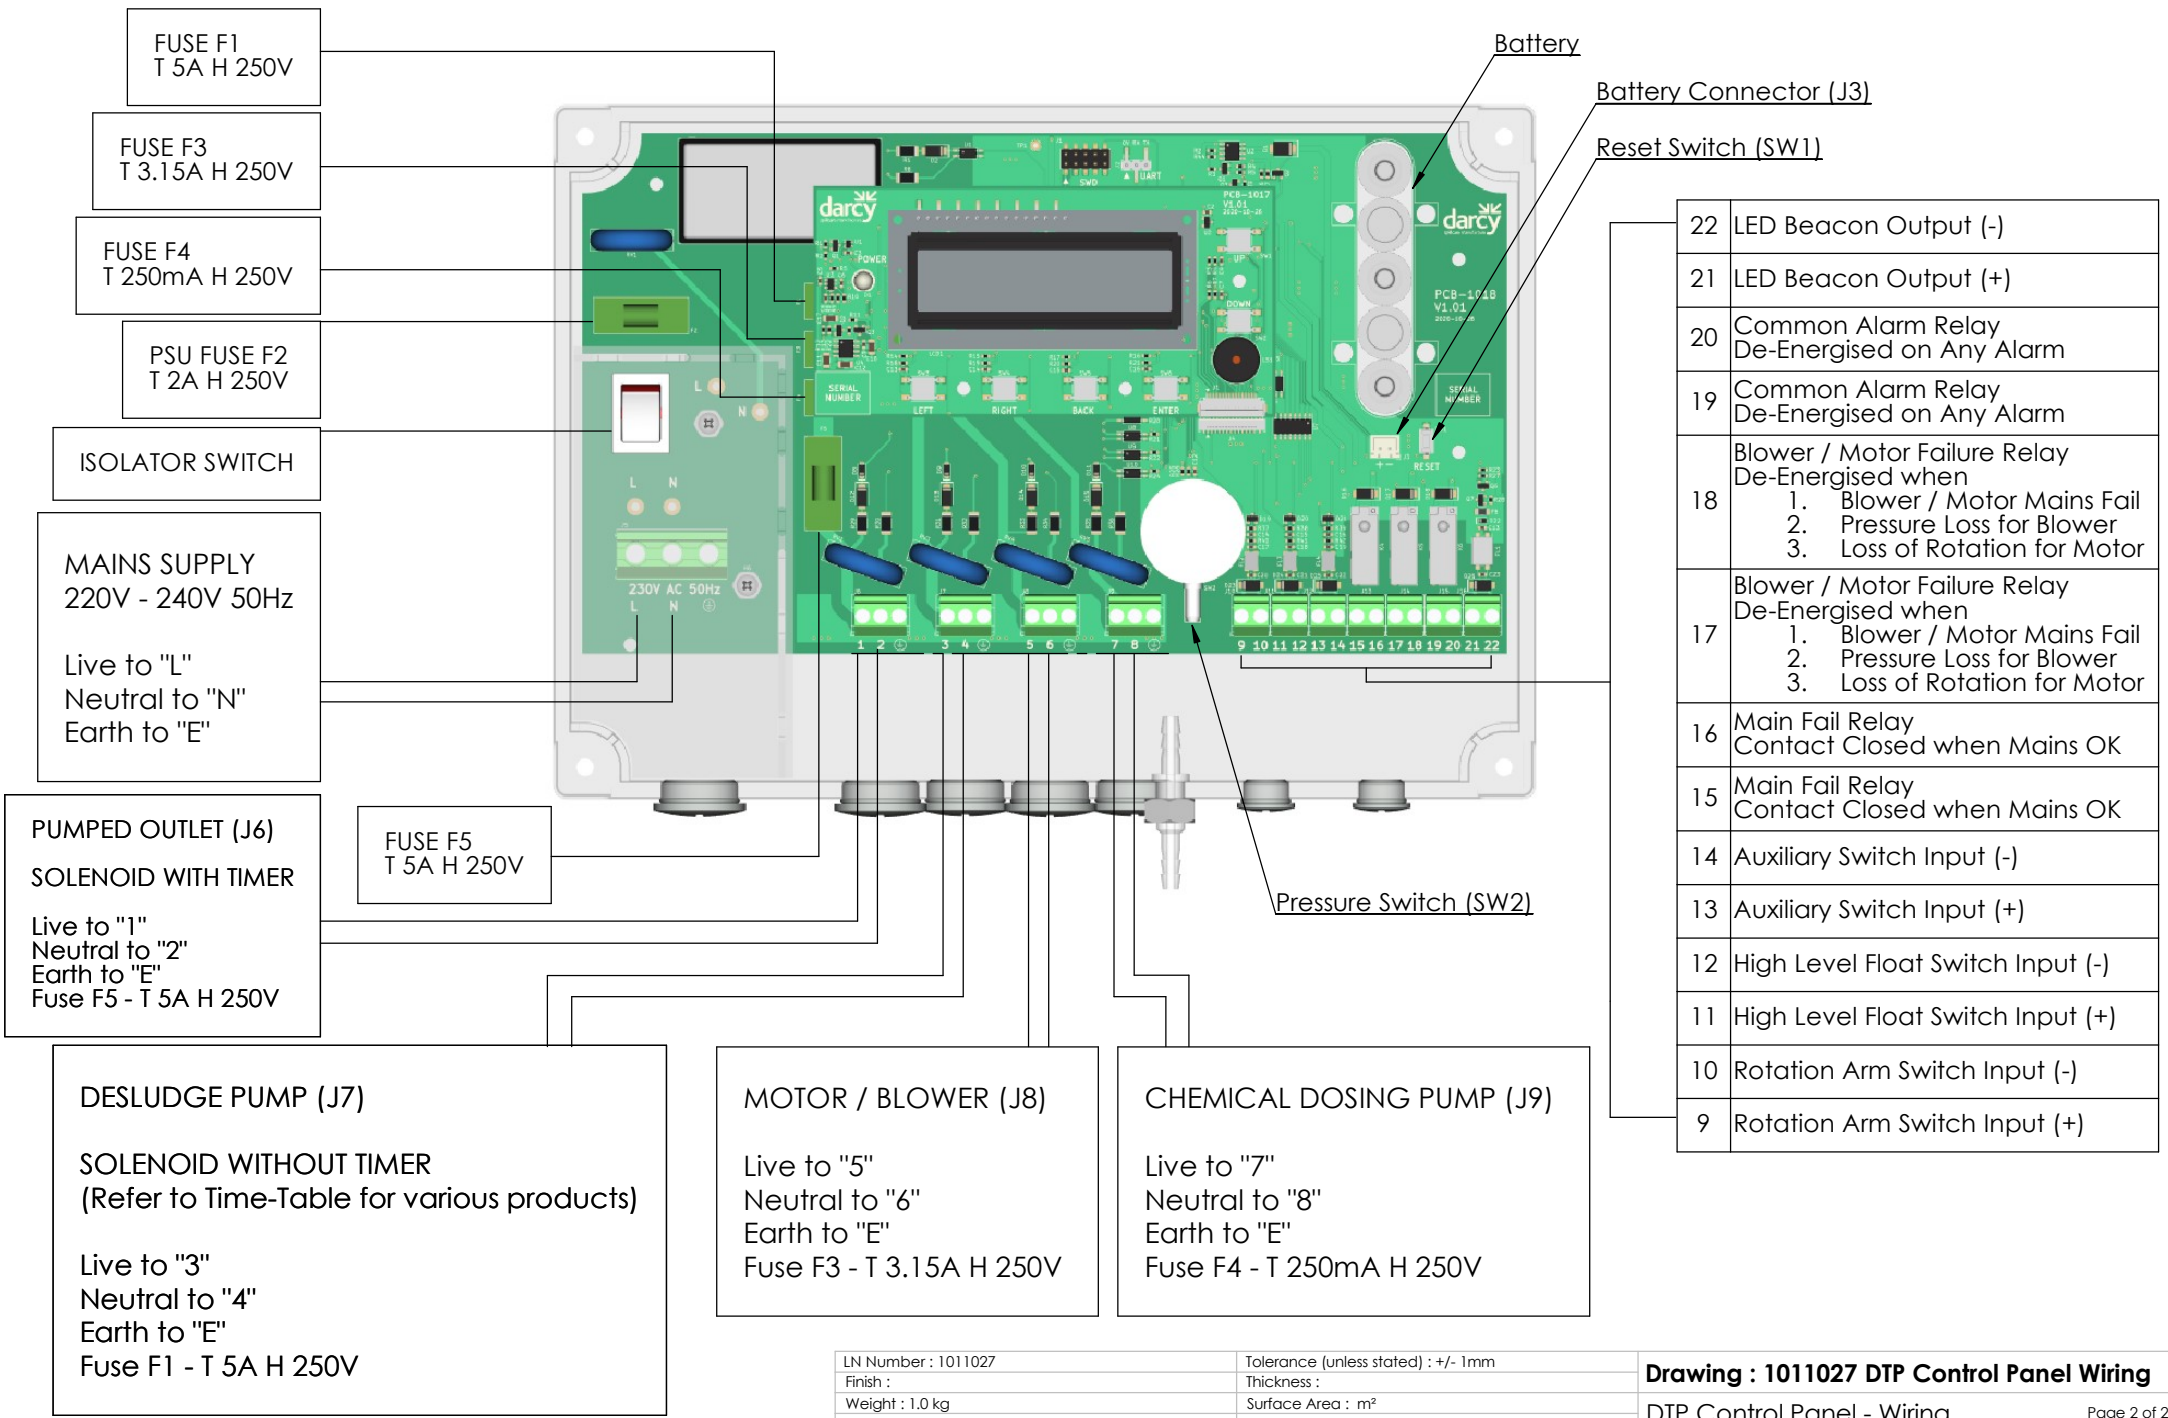 FUSE F1
T 5A H 250V
FUSE F3
T 3.15A H 250V
FUSE F4
T 250mA H 250V
PSU FUSE F2
T 2A H 250V
ISOLATOR SWITCH
MAINS SUPPLY
220V - 240V 50Hz
Live to "L"
Neutral to "N"
Earth to "E"
PUMPED OUTLET (J6)
SOLENOID WITH TIMER
Live to "1"
Neutral to "2"
Earth to "E"
Fuse F5 - T 5A H 250V
FUSE F5
T 5A H 250V
DESLUDGE PUMP (J7)
SOLENOID WITHOUT TIMER
(Refer to Time-Table for various products)
Live to "3"
Neutral to "4"
Earth to "E"
Fuse F1 - T 5A H 250V
MOTOR / BLOWER (J8)
Live to "5"
Neutral to "6"
Earth to "E"
Fuse F3 - T 3.15A H 250V
CHEMICAL DOSING PUMP (J9)
Live to "7"
Neutral to "8"
Earth to "E"
Fuse F4 - T 250mA H 250V
Battery
Battery Connector (J3)
Reset Switch (SW1)
Pressure Switch (SW2)
darcy
POWER
SWD
UART
PCB-1017
V1.01
UP
DOWN
LEFT
RIGHT
BACK
ENTER
SERIAL
NUMBER
darcy
PCB-1018
V1.01
SERIAL
NUMBER
RESET
L
N
L N
230V AC 50Hz
L N
1 2
3 4
5 6
7 8
9 10 11 12 13 14 15 16 17 18 19 20 21 22
22 LED Beacon Output (-)
21 LED Beacon Output (+)
20 Common Alarm Relay
De-Energised on Any Alarm
19 Common Alarm Relay
De-Energised on Any Alarm
18 Blower / Motor Failure Relay
De-Energised when
1. Blower / Motor Mains Fail
2. Pressure Loss for Blower
3. Loss of Rotation for Motor
17 Blower / Motor Failure Relay
De-Energised when
1. Blower / Motor Mains Fail
2. Pressure Loss for Blower
3. Loss of Rotation for Motor
16 Main Fail Relay
Contact Closed when Mains OK
15 Main Fail Relay
Contact Closed when Mains OK
14 Auxiliary Switch Input (-)
13 Auxiliary Switch Input (+)
12 High Level Float Switch Input (-)
11 High Level Float Switch Input (+)
10 Rotation Arm Switch Input (-)
9 Rotation Arm Switch Input (+)
LN Number : 1011027
Finish :
Weight : 1.0 kg
Tolerance (unless stated) : +/- 1mm
Thickness :
Surface Area : m²
Drawing : 1011027 DTP Control Panel Wiring
DTP Control Panel - Wiring
Page 2 of 2